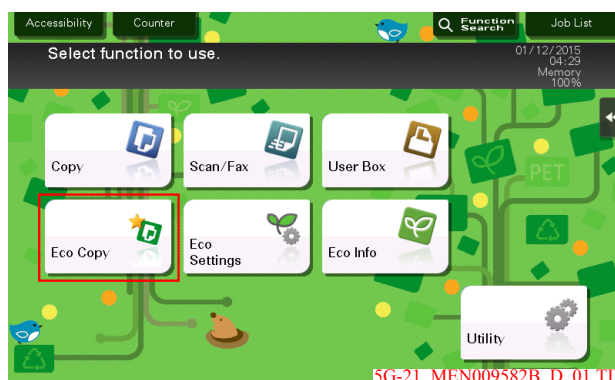 Accessibility
Counter
Function
Search
Job List
Select function to use.
01/12/2015
04:29
Memory
100%
Copy
Scan/Fax
User Box
PET
Eco Copy
Eco
Settings
Eco Info
Utility